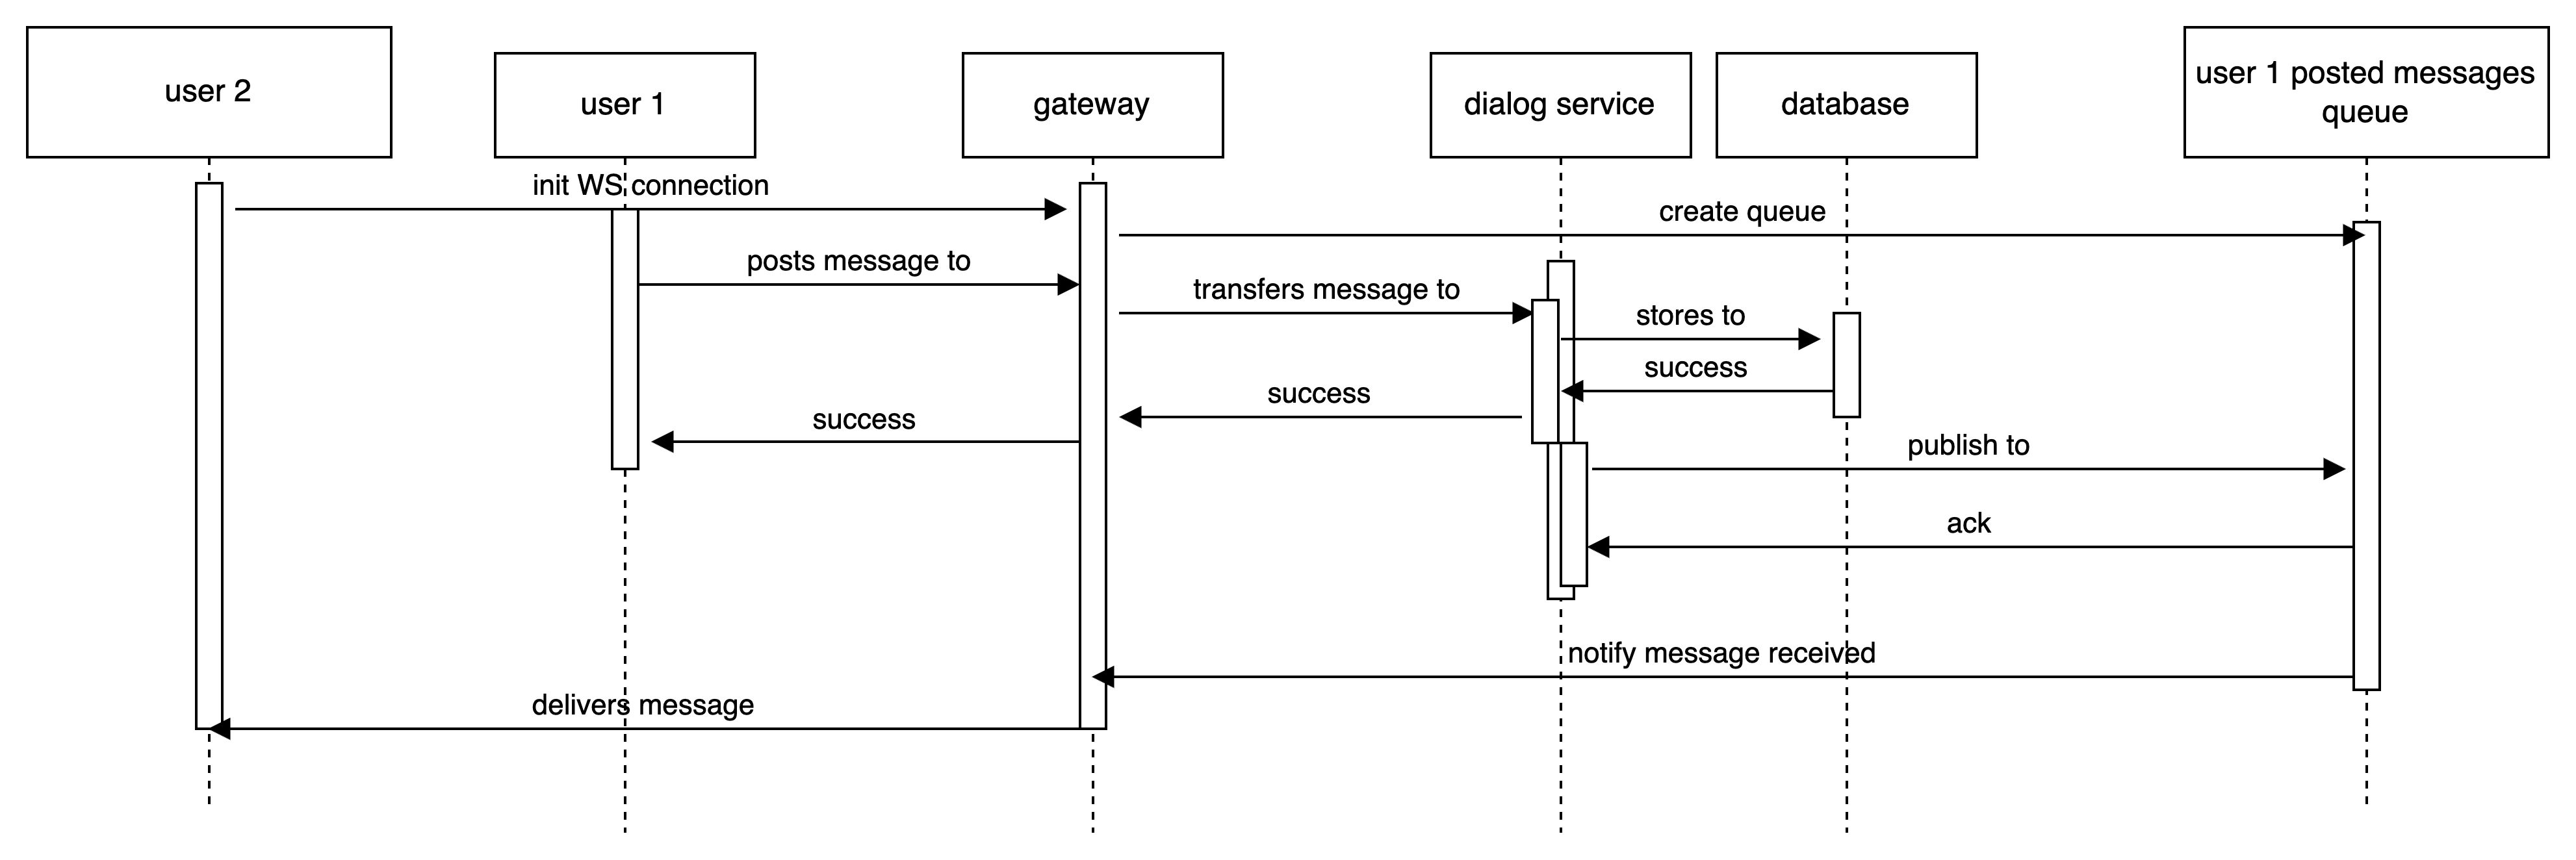 user 2
user 1
gateway
dialog service
database
user 1 posted messages
queue
init WS connection
create queue
posts message to
transfers message to
stores to
success
success
success
publish to
ack
notify message received
delivers message